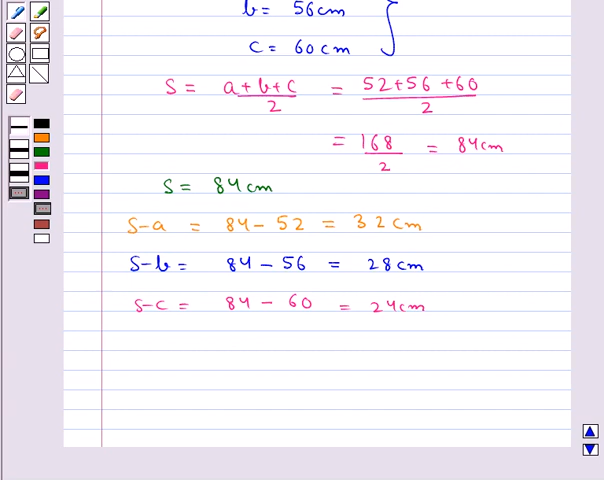 b = 56 cm
c = 60 cm
S = a+b+c/2 = 52+56+60/2
= 168/2 = 84 cm
S = 84 cm
S-a = 84 - 52 = 32 cm
S-b = 84 - 56 = 28 cm
S-c = 84 - 60 = 24 cm